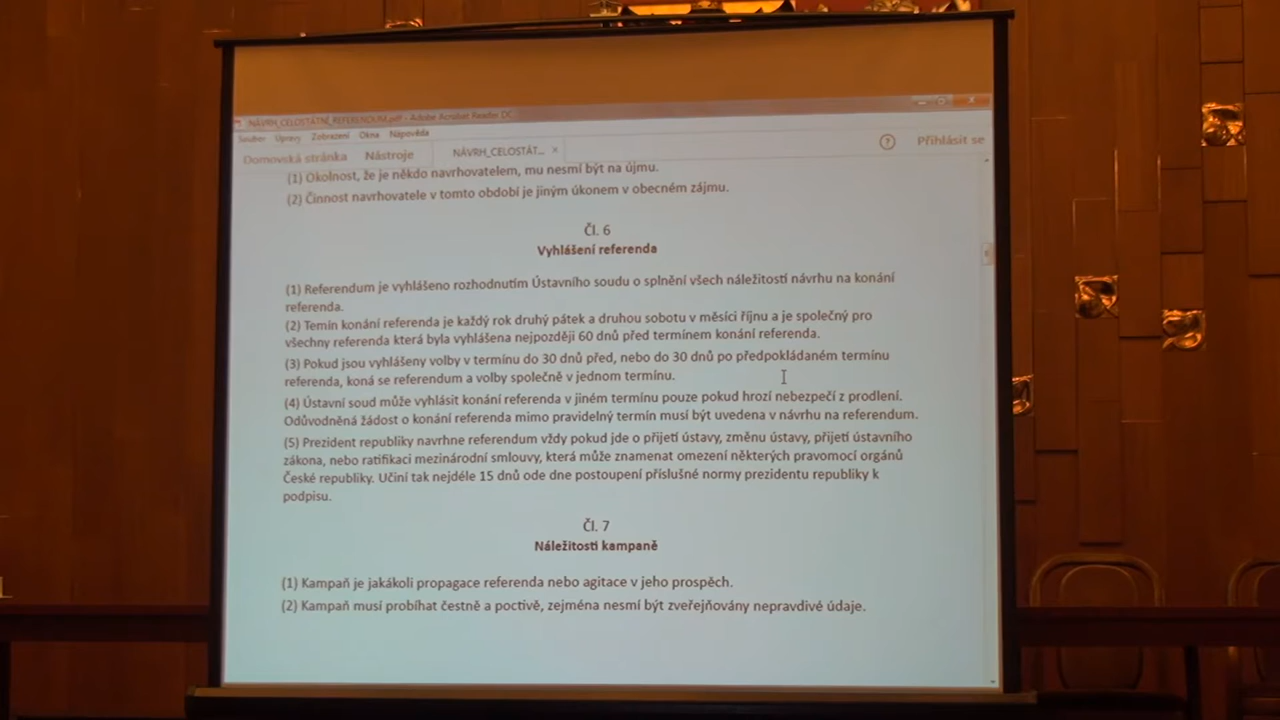 NÁVRH_CELOSTÁTNÍ_REFERENDUM.pdf - Adobe Acrobat Reader DC
Soubor Úpravy Zobrazení Okna Nápověda
Domovská stránka Nástroje NÁVRH_CELOSTÁT... × ? Přihlásit se
(1) Okolnost, že je někdo navrhovatelem, mu nesmí být na újmu.
(2) Činnost navrhovatele v tomto období je jiným úkonem v obecném zájmu.
Čl. 6
Vyhlášení referenda
(1) Referendum je vyhlášeno rozhodnutím Ústavního soudu o splnění všech náležitostí návrhu na konání
referenda.
(2) Temín konání referenda je každý rok druhý pátek a druhou sobotu v měsíci říjnu a je společný pro
všechny referenda která byla vyhlášena nejpozději 60 dnů před termínem konání referenda.
(3) Pokud jsou vyhlášeny volby v termínu do 30 dnů před, nebo do 30 dnů po předpokládaném termínu
referenda, koná se referendum a volby společně v jednom termínu.
(4) Ústavní soud může vyhlásit konání referenda v jiném termínu pouze pokud hrozí nebezpečí z prodlení.
Odůvodněná žádost o konání referenda mimo pravidelný termín musí být uvedena v návrhu na referendum.
(5) Prezident republiky navrhne referendum vždy pokud jde o přijetí ústavy, změnu ústavy, přijetí ústavního
zákona, nebo ratifikaci mezinárodní smlouvy, která může znamenat omezení některých pravomocí orgánů
České republiky. Učiní tak nejdéle 15 dnů ode dne postoupení příslušné normy prezidentu republiky k
podpisu.
Čl. 7
Náležitosti kampaně
(1) Kampaň je jakákoli propagace referenda nebo agitace v jeho prospěch.
(2) Kampaň musí probíhat čestně a poctivě, zejména nesmí být zveřejňovány nepravdivé údaje.